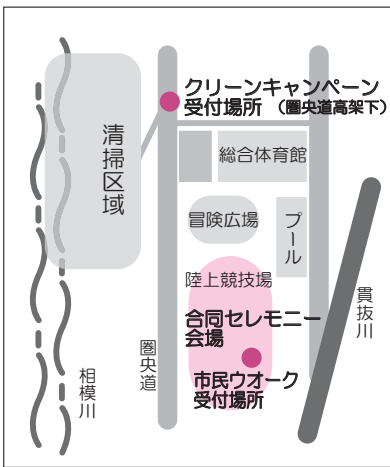 クリーンキャンペーン
受付場所（圏央道高架下）
清掃区域
総合体育館
冒険広場
プール
陸上競技場
合同セレモニー
会場
市民ウオーク
受付場所
貫抜川
圏央道
相模川